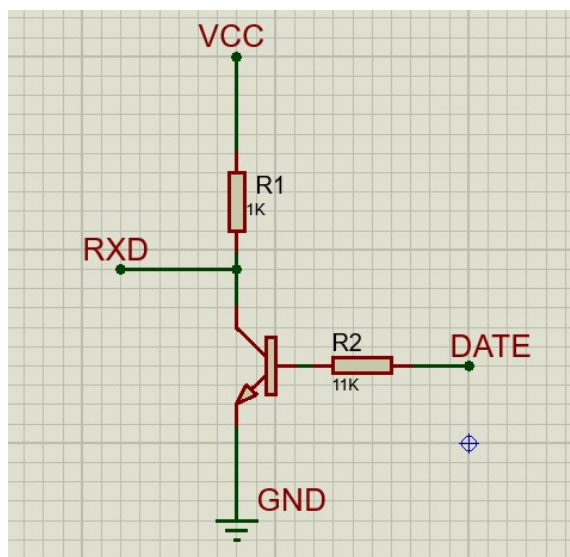 VCC
R1
1K
RXD
R2
DATE
11K
GND